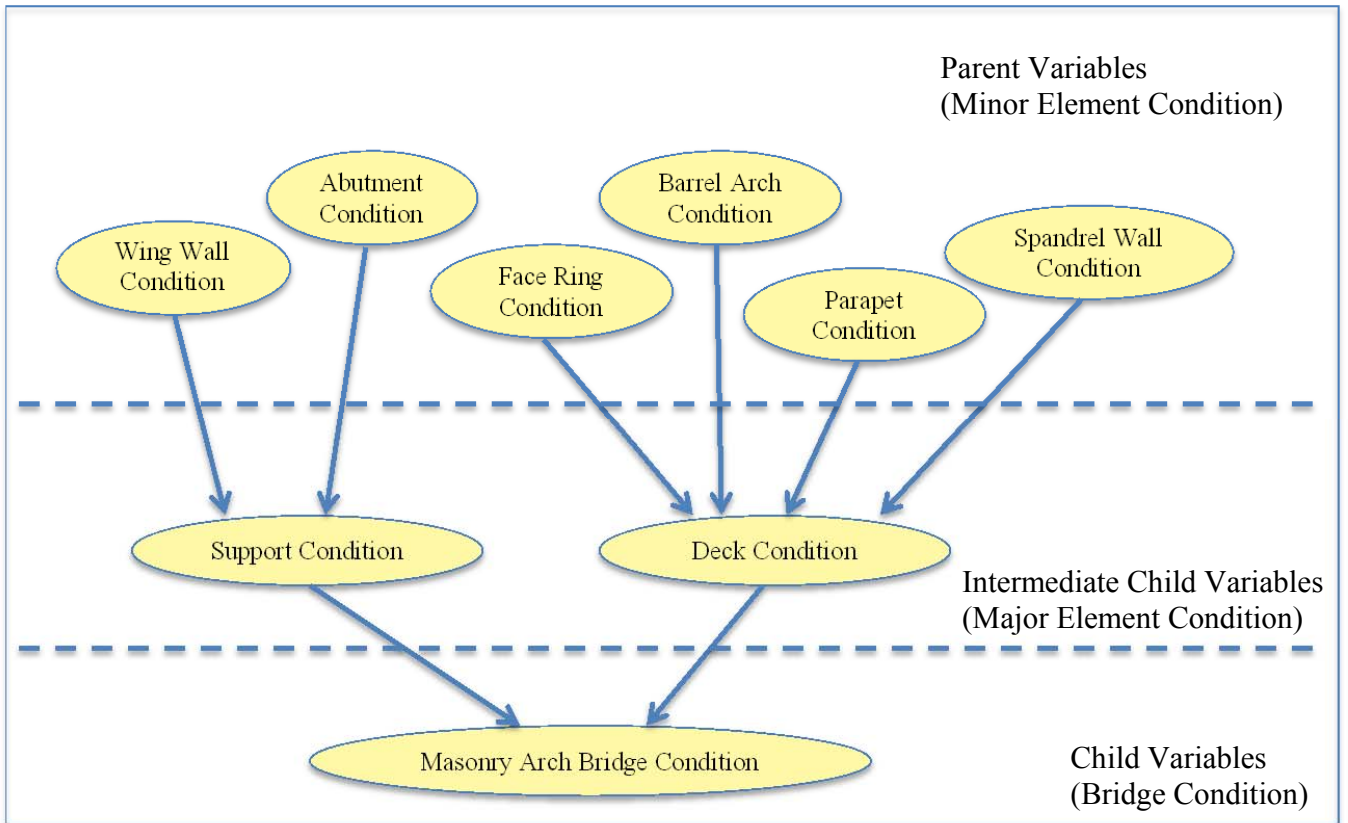 Parent Variables
(Minor Element Condition)
Abutment
Condition
Barrel Arch
Condition
Wing Wall
Condition
Face Ring
Condition
Spandrel Wall
Condition
Parapet
Condition
Support Condition
Deck Condition
Intermediate Child Variables
(Major Element Condition)
Masonry Arch Bridge Condition
Child Variables
(Bridge Condition)